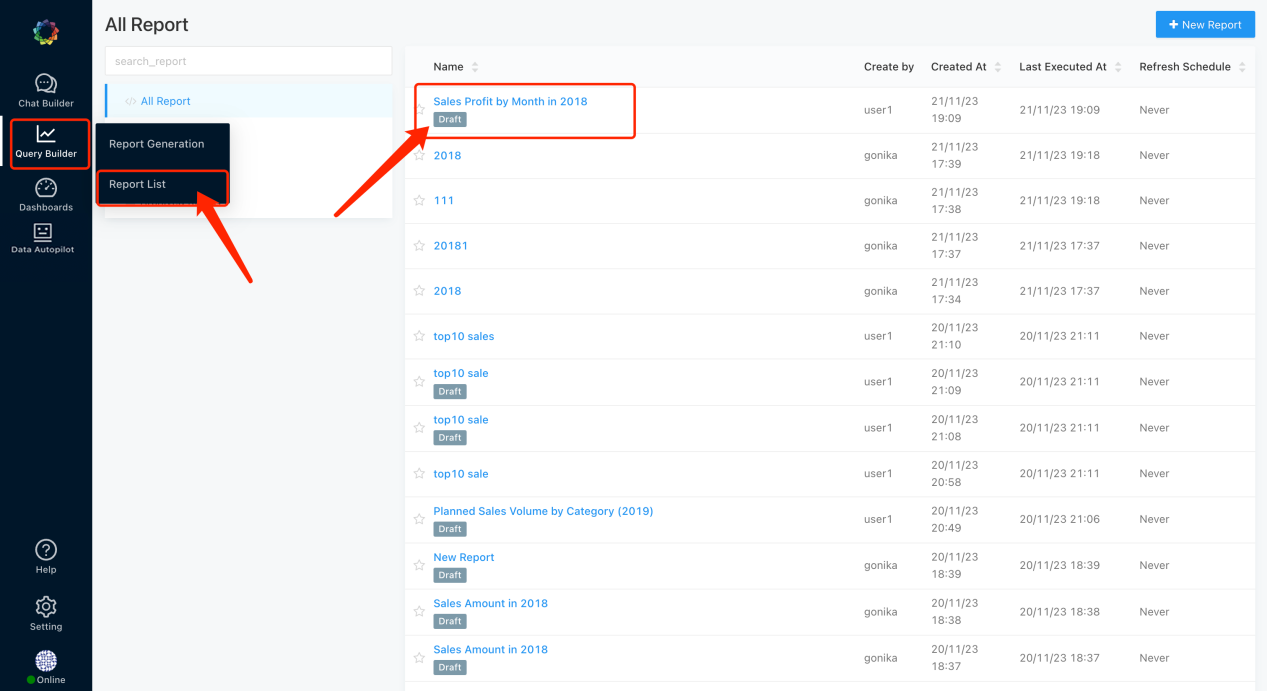 All Report
+ New Report
search_report
</> All Report
Chat Builder
Query Builder
Report Generation
Report List
Dashboards
Data Autopilot
Help
Setting
Online
Name Create by Created At Last Executed At Refresh Schedule
Sales Profit by Month in 2018
Draft
user1 21/11/23 19:09 21/11/23 19:09 Never
2018 gonika 21/11/23 17:39 21/11/23 19:18 Never
111 gonika 21/11/23 17:38 21/11/23 19:18 Never
20181 gonika 21/11/23 17:37 21/11/23 17:37 Never
2018 gonika 21/11/23 17:34 21/11/23 17:37 Never
top10 sales user1 20/11/23 21:10 20/11/23 21:11 Never
top10 sale
Draft
user1 20/11/23 21:09 20/11/23 21:11 Never
top10 sale
Draft
user1 20/11/23 21:08 20/11/23 21:11 Never
top10 sale user1 20/11/23 20:58 20/11/23 21:11 Never
Planned Sales Volume by Category (2019)
Draft
user1 20/11/23 20:49 20/11/23 21:06 Never
New Report
Draft
gonika 20/11/23 18:39 20/11/23 18:39 Never
Sales Amount in 2018
Draft
gonika 20/11/23 18:38 20/11/23 18:38 Never
Sales Amount in 2018
Draft
gonika 20/11/23 18:37 20/11/23 18:37 Never